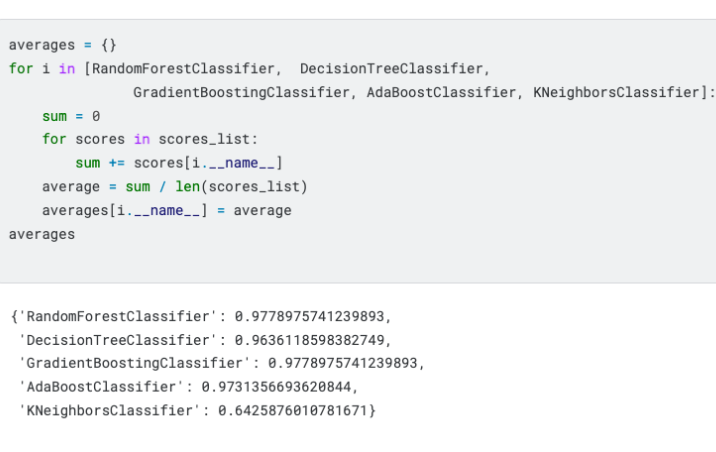 averages = {}
for i in [RandomForestClassifier, DecisionTreeClassifier,
GradientBoostingClassifier, AdaBoostClassifier, KNeighborsClassifier]:
sum = 0
for scores in scores_list:
sum += scores[i.__name__]
average = sum / len(scores_list)
averages[i.__name__] = average
averages
{'RandomForestClassifier': 0.9778975741239893,
'DecisionTreeClassifier': 0.9636118598382749,
'GradientBoostingClassifier': 0.9778975741239893,
'AdaBoostClassifier': 0.9731356693620844,
'KNeighborsClassifier': 0.6425876010781671}